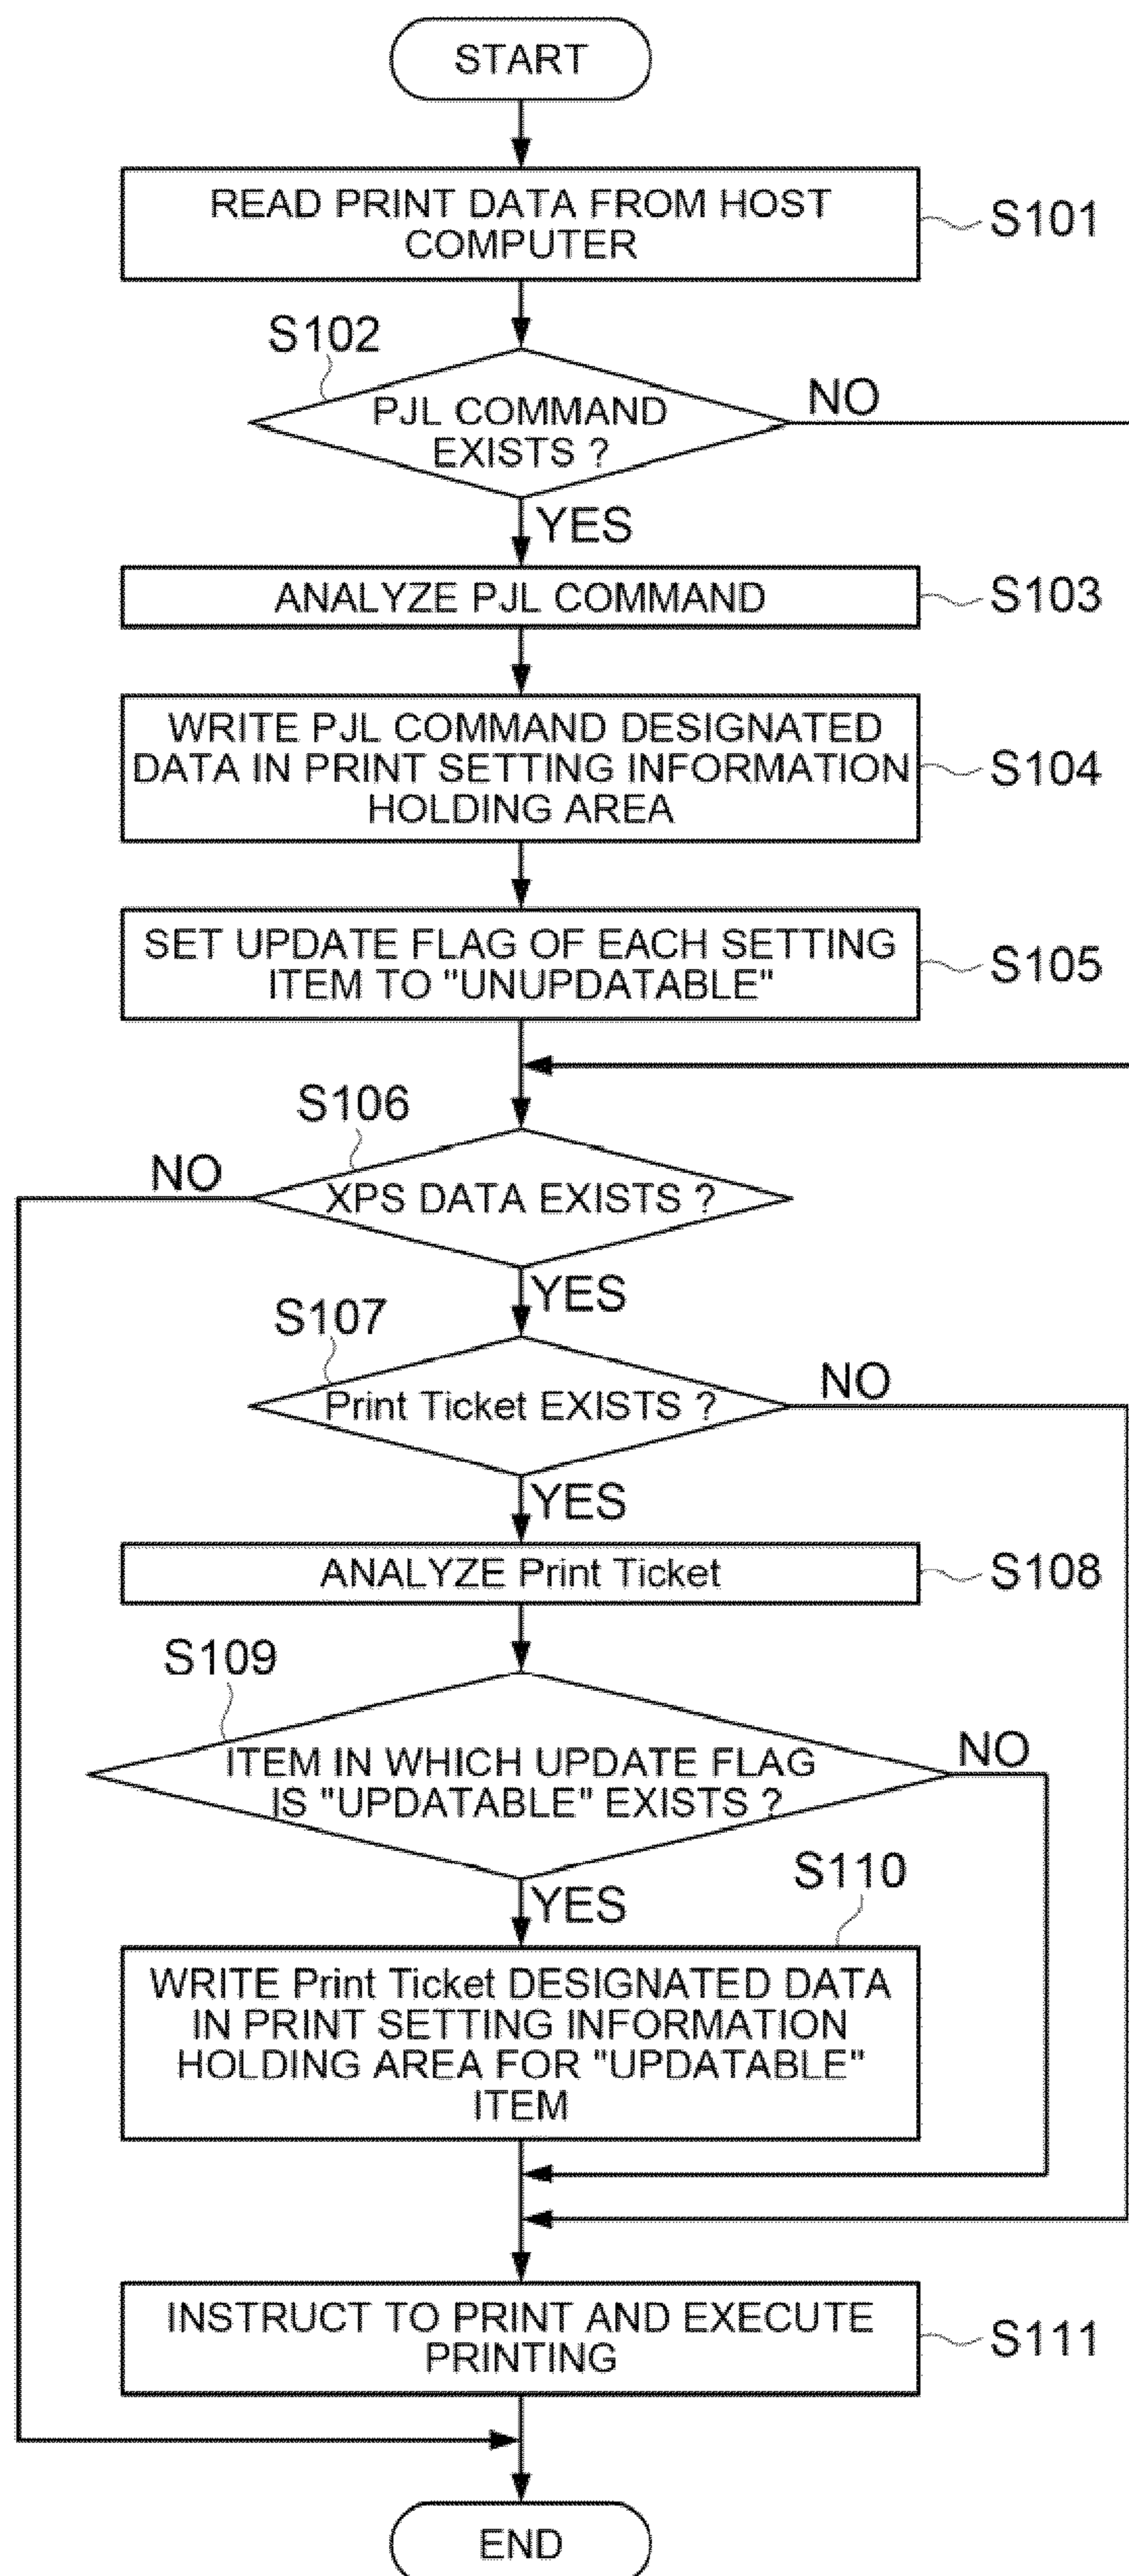 START
READ PRINT DATA FROM HOST
COMPUTER
S101
S102
PJL COMMAND
EXISTS ?
NO
YES
ANALYZE PJL COMMAND
S103
WRITE PJL COMMAND DESIGNATED
DATA IN PRINT SETTING INFORMATION
HOLDING AREA
S104
SET UPDATE FLAG OF EACH SETTING
ITEM TO "UNUPDATABLE"
S105
S106
NO
XPS DATA EXISTS ?
YES
S107
Print Ticket EXISTS ?
NO
YES
ANALYZE Print Ticket
S108
S109
ITEM IN WHICH UPDATE FLAG
IS "UPDATABLE" EXISTS ?
NO
YES
S110
WRITE Print Ticket DESIGNATED DATA
IN PRINT SETTING INFORMATION
HOLDING AREA FOR "UPDATABLE"
ITEM
INSTRUCT TO PRINT AND EXECUTE
PRINTING
S111
END